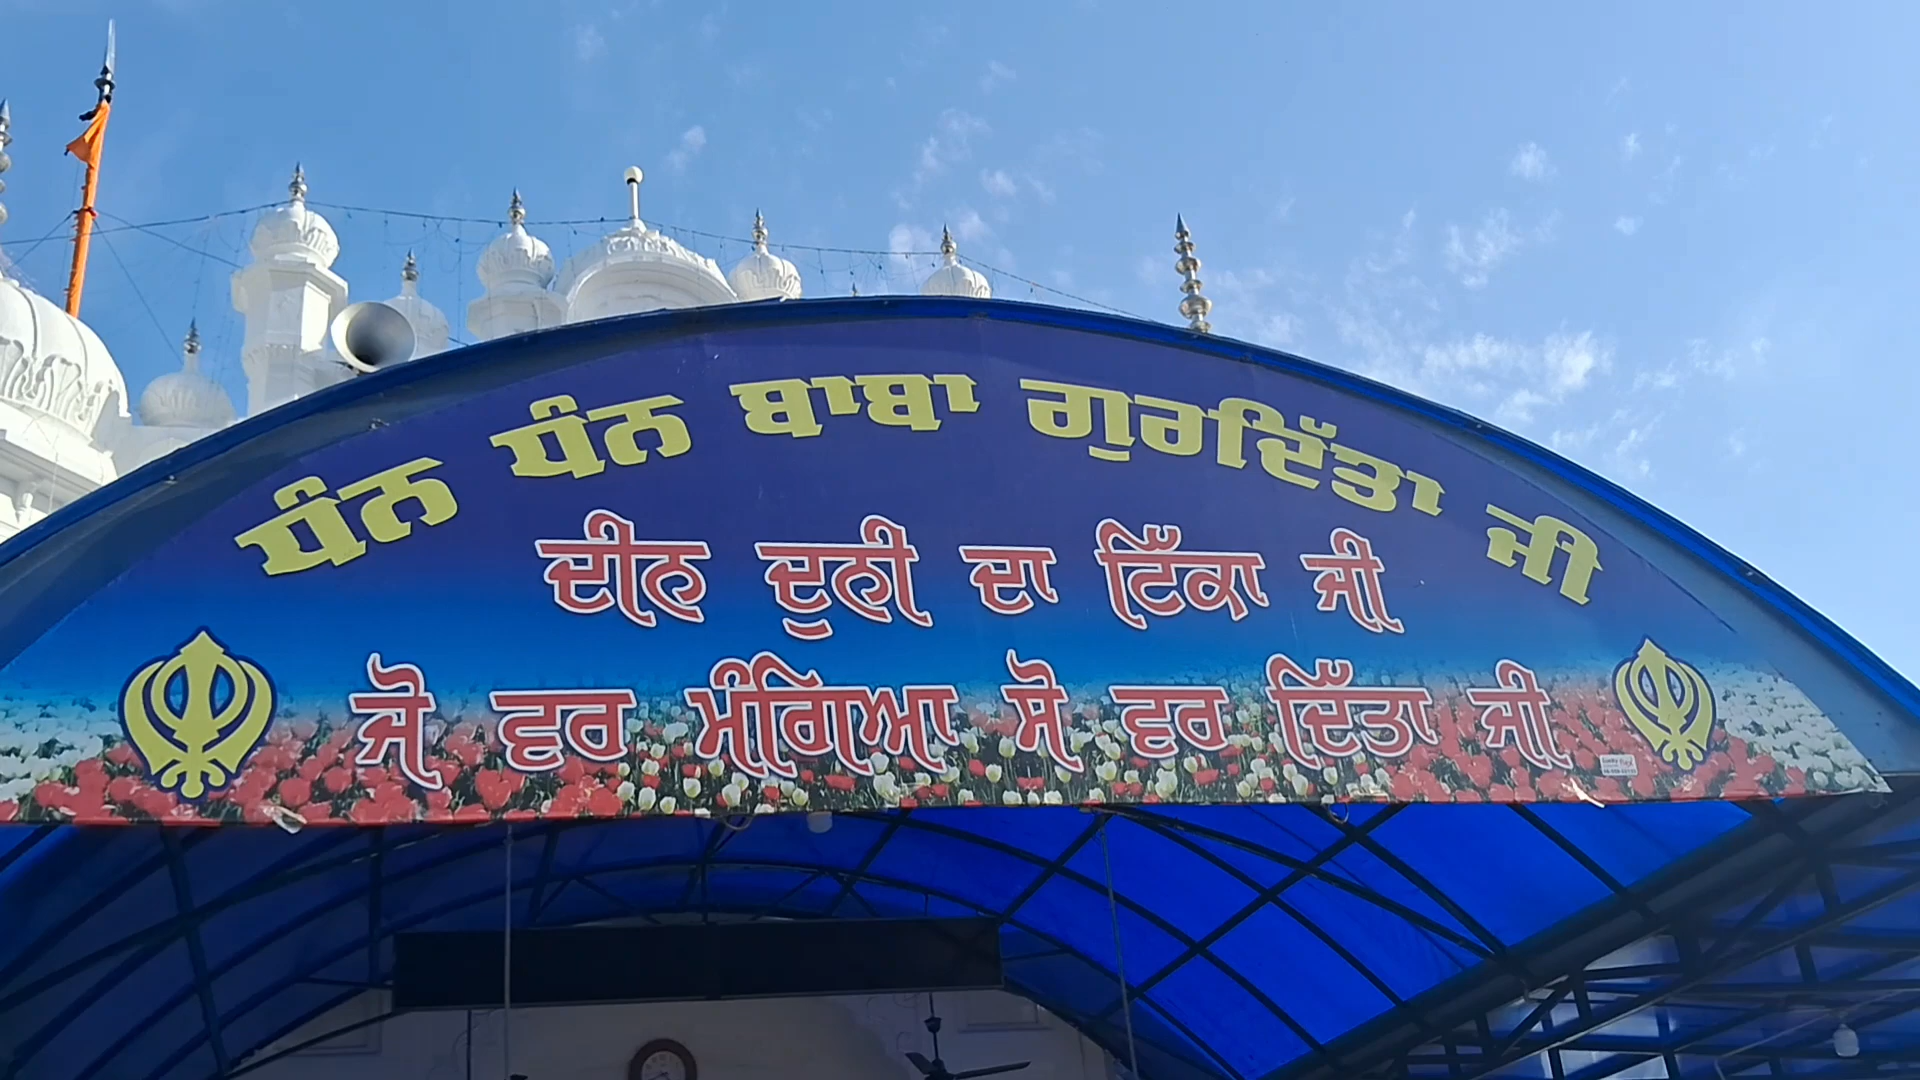 ਧੰਨ ਧੰਨ ਬਾਬਾ ਗੁਰਦਿੱਤਾ ਜੀ
ਦੀਨ ਦੁਨੀ ਦਾ ਟਿੱਕਾ ਜੀ
ਜੋ ਵਰ ਮੰਗਿਆ ਸੋ ਵਰ ਦਿੱਤਾ ਜੀ